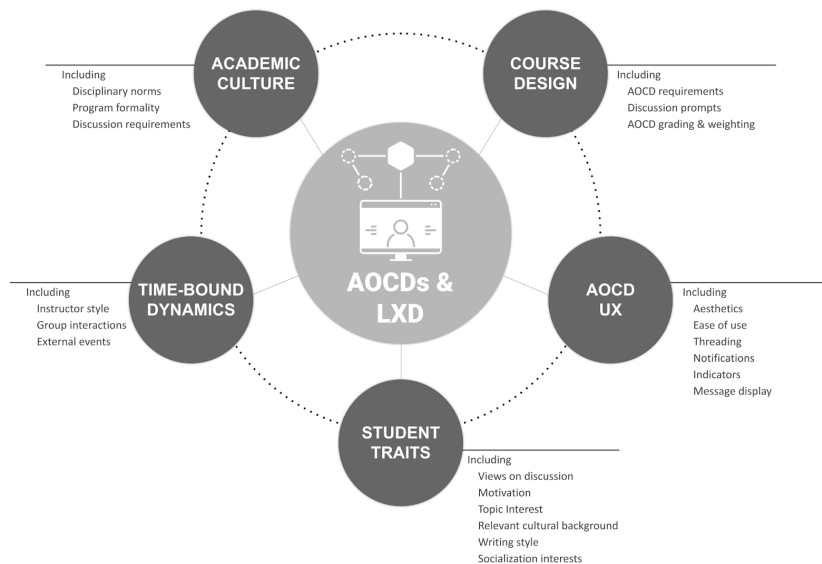 ACADEMIC
CULTURE
Including
Disciplinary norms
Program formality
Discussion requirements
COURSE
DESIGN
Including
AOCD requirements
Discussion prompts
AOCD grading & weighting
AOCDs &
LXD
TIME-BOUND
DYNAMICS
Including
Instructor style
Group interactions
External events
AOCD
UX
Including
Aesthetics
Ease of use
Threading
Notifications
Indicators
Message display
STUDENT
TRAITS
Including
Views on discussion
Motivation
Topic Interest
Relevant cultural background
Writing style
Socialization interests